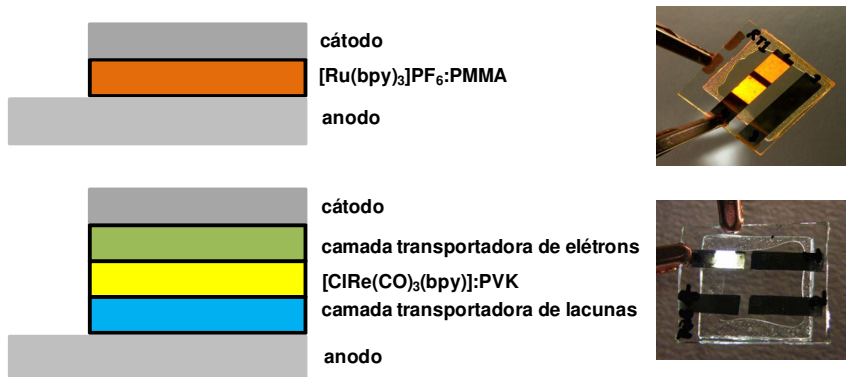 cátodo
[Ru(bpy)₃]PF₆:PMMA
anodo
RTL
cátodo
camada transportadora de elétrons
[ClRe(CO)₃(bpy)]:PVK
camada transportadora de lacunas
anodo